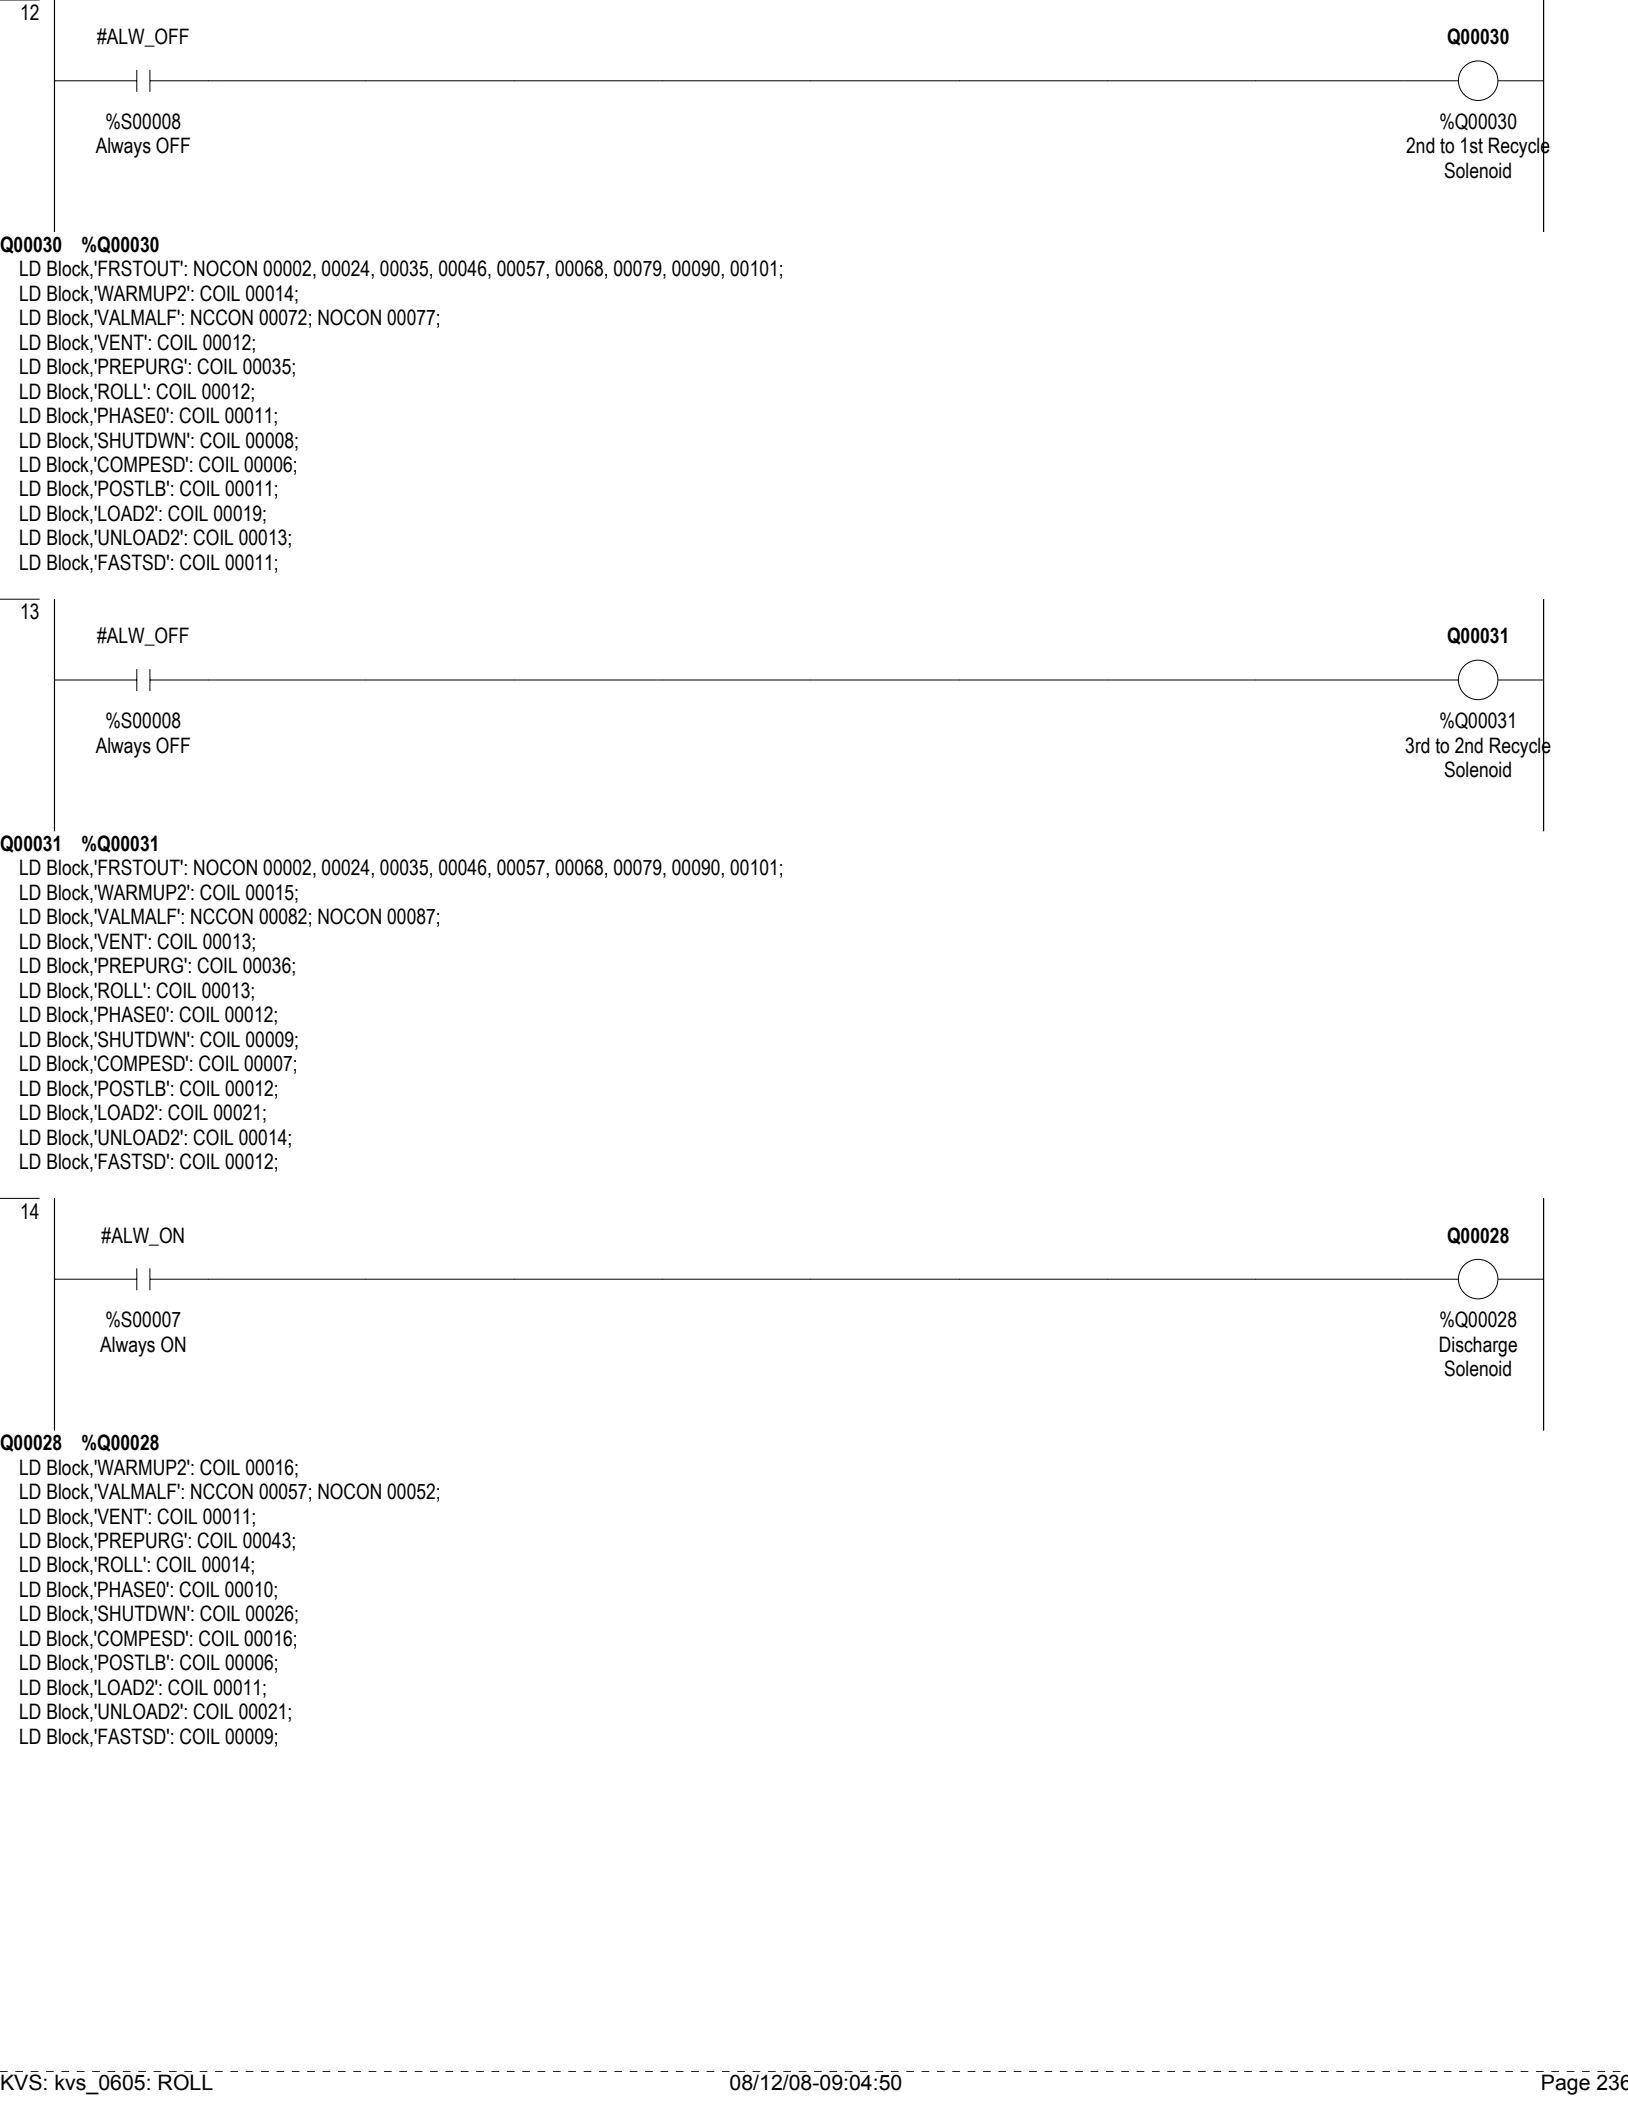 12
#ALW_OFF Q00030
%S00008 %Q00030
Always OFF 2nd to 1st Recycle
Solenoid
Q00030 %Q00030
LD Block,'FRSTOUT': NOCON 00002, 00024, 00035, 00046, 00057, 00068, 00079, 00090, 00101;
LD Block,'WARMUP2': COIL 00014;
LD Block,'VALMALF': NCCON 00072; NOCON 00077;
LD Block,'VENT': COIL 00012;
LD Block,'PREPURG': COIL 00035;
LD Block,'ROLL': COIL 00012;
LD Block,'PHASE0': COIL 00011;
LD Block,'SHUTDWN': COIL 00008;
LD Block,'COMPESD': COIL 00006;
LD Block,'POSTLB': COIL 00011;
LD Block,'LOAD2': COIL 00019;
LD Block,'UNLOAD2': COIL 00013;
LD Block,'FASTSD': COIL 00011;
13
#ALW_OFF Q00031
%S00008 %Q00031
Always OFF 3rd to 2nd Recycle
Solenoid
Q00031 %Q00031
LD Block,'FRSTOUT': NOCON 00002, 00024, 00035, 00046, 00057, 00068, 00079, 00090, 00101;
LD Block,'WARMUP2': COIL 00015;
LD Block,'VALMALF': NCCON 00082; NOCON 00087;
LD Block,'VENT': COIL 00013;
LD Block,'PREPURG': COIL 00036;
LD Block,'ROLL': COIL 00013;
LD Block,'PHASE0': COIL 00012;
LD Block,'SHUTDWN': COIL 00009;
LD Block,'COMPESD': COIL 00007;
LD Block,'POSTLB': COIL 00012;
LD Block,'LOAD2': COIL 00021;
LD Block,'UNLOAD2': COIL 00014;
LD Block,'FASTSD': COIL 00012;
14
#ALW_ON Q00028
%S00007 %Q00028
Always ON Discharge
Solenoid
Q00028 %Q00028
LD Block,'WARMUP2': COIL 00016;
LD Block,'VALMALF': NCCON 00057; NOCON 00052;
LD Block,'VENT': COIL 00011;
LD Block,'PREPURG': COIL 00043;
LD Block,'ROLL': COIL 00014;
LD Block,'PHASE0': COIL 00010;
LD Block,'SHUTDWN': COIL 00026;
LD Block,'COMPESD': COIL 00016;
LD Block,'POSTLB': COIL 00006;
LD Block,'LOAD2': COIL 00011;
LD Block,'UNLOAD2': COIL 00021;
LD Block,'FASTSD': COIL 00009;
KVS: kvs_0605: ROLL 08/12/08-09:04:50 Page 236